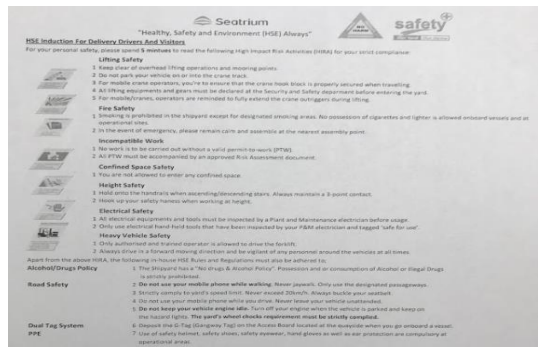 Seatrium
"Healthy, Safety and Environment (HSE) Always"
safety
HSE Induction For Delivery Drivers And Visitors
For your personal safety, please spend 5 mintues to read the following High Impact Risk Activities (HIRA) for your strict compliance:
Lifting Safety
1 Keep clear of overhead lifting operations and mooring points.
2 Do not park your vehicle on or into the crane track.
3 For mobile crane operators, you're to ensure that the crane hook block is properly secured when travelling.
4 All lifting equipments and gears must be declared at the Security and Safety deparment before entering the yard.
5 For mobile/cranes, operators are reminded to fully extend the crane outriggers during lifting.
Fire Safety
1 Smoking is prohibited in the shipyard except for designated smoking areas. No possession of cigarettes and lighter is allowed onboard vessels and at
operational sites.
2 In the event of emergency, please remain calm and assemble at the nearest assembly point.
Incompatible Work
1 No work is to be carried out without a valid permit-to-work (PTW).
2 All PTW must be accompanied by an approved Risk Assessment document.
Confined Space Safety
1 You are not allowed to enter any confined space.
Height Safety
1 Hold onto the handrails when ascending/descending stairs. Always maintain a 3-point contact.
2 Hook up your safety harness when working at height.
Electrical Safety
1 All electrical equipments and tools must be inspected by a Plant and Maintenance electrician before usage.
2 Only use electrical hand-held tools that have been inspected by your P&M electrician and tagged 'safe for use'.
Heavy Vehicle Safety
1 Only authorised and trained operator is allowed to drive the forklift.
2 Always drive in a forward moving direction and be vigilant of any personnel around the vehicles at all times.
Apart from the above HIRA, the following in-house HSE Rules and Regulations must also be adhered to:
Alcohol/Drugs Policy 1 The Shipyard has a "No drugs & Alcohol Policy". Possession and or consumption of Alcohol or Illegal Drugs
is strictly prohibited.
Road Safety 2 Do not use your mobile phone while walking. Never jaywalk. Only use the designated passageways.
3 Strictly comply to yard's speed limit. Never exceed 20km/h. Always buckle your seatbelt.
4 Do not use your mobile phone while you drive. Never leave your vehicle unattended.
5 Do not keep your vehicle engine idle. Turn off your engine when the vehicle is parked and keep on
the hazard lights. The yard's wheel chocks requirement must be strictly complied.
Dual Tag System 6 Deposit the G-Tag (Gangway Tag) on the Access Board located at the quayside when you go onboard a vessel.
PPE 7 Use of safety helmet, safety shoes, safety eyewear, hand gloves as well as ear protection are compulsory at
operational areas.